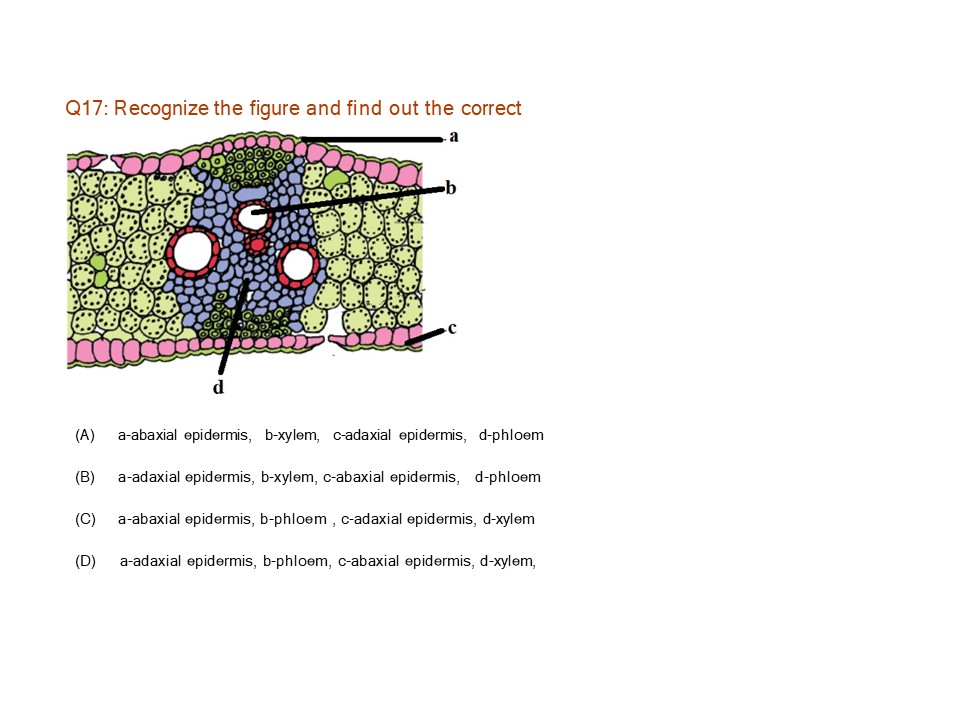 Q17: Recognize the figure and find out the correct
a
b
c
d
(A) a-abaxial epidermis, b-xylem, c-adaxial epidermis, d-phloem
(B) a-adaxial epidermis, b-xylem, c-abaxial epidermis, d-phloem
(C) a-abaxial epidermis, b-phloem , c-adaxial epidermis, d-xylem
(D) a-adaxial epidermis, b-phloem, c-abaxial epidermis, d-xylem,